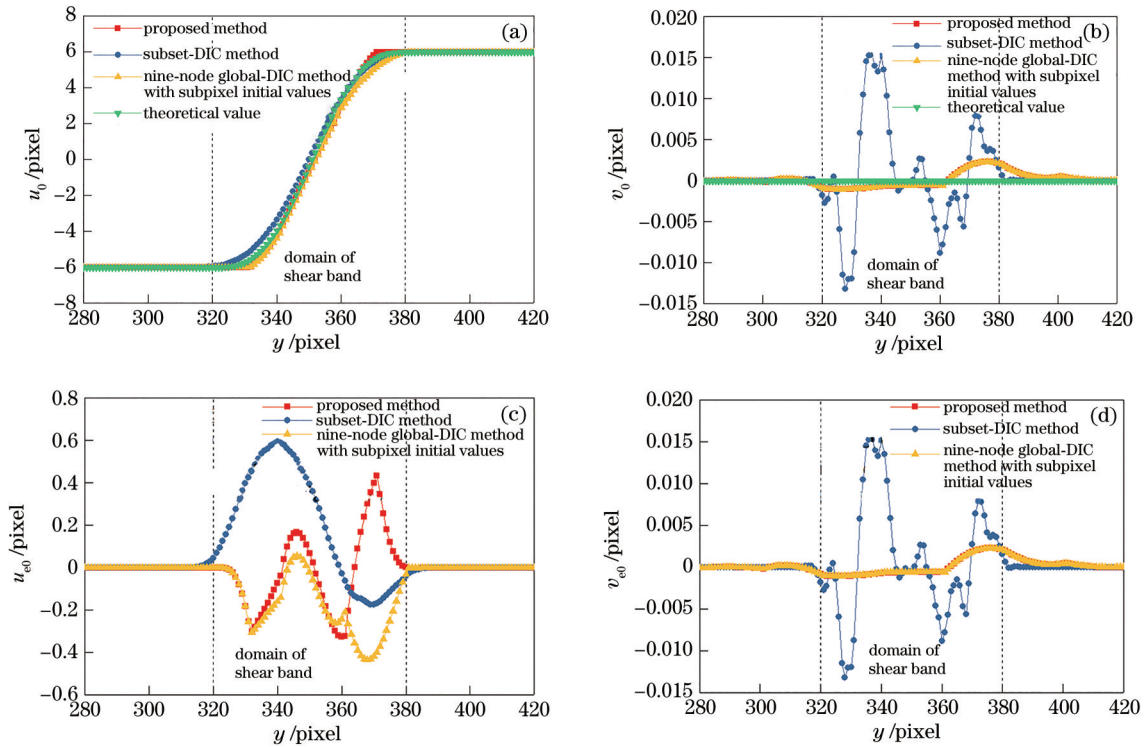 (a)
proposed method
subset-DIC method
nine-node global-DIC method
with subpixel initial values
theoretical value
8
6
4
2
0
−2
−4
−6
−8
u0 /pixel
domain of
shear band
280 300 320 340 360 380 400 420
y /pixel
(b)
proposed method
subset-DIC method
nine-node global-DIC
method with subpixel
initial values
theoretical value
0.020
0.015
0.010
0.005
0
−0.005
−0.010
−0.015
v0 /pixel
domain of
shear band
280 300 320 340 360 380 400 420
y /pixel
(c)
proposed method
subset-DIC method
nine-node global-DIC method
with subpixel initial values
0.8
0.6
0.4
0.2
0
−0.2
−0.4
−0.6
ue0 /pixel
domain of
shear band
280 300 320 340 360 380 400 420
y /pixel
(d)
proposed method
subset-DIC method
nine-node global-DIC
method with subpixel
initial values
0.020
0.015
0.010
0.005
0
−0.005
−0.010
−0.015
ve0 /pixel
domain of
shear band
280 300 320 340 360 380 400 420
y /pixel